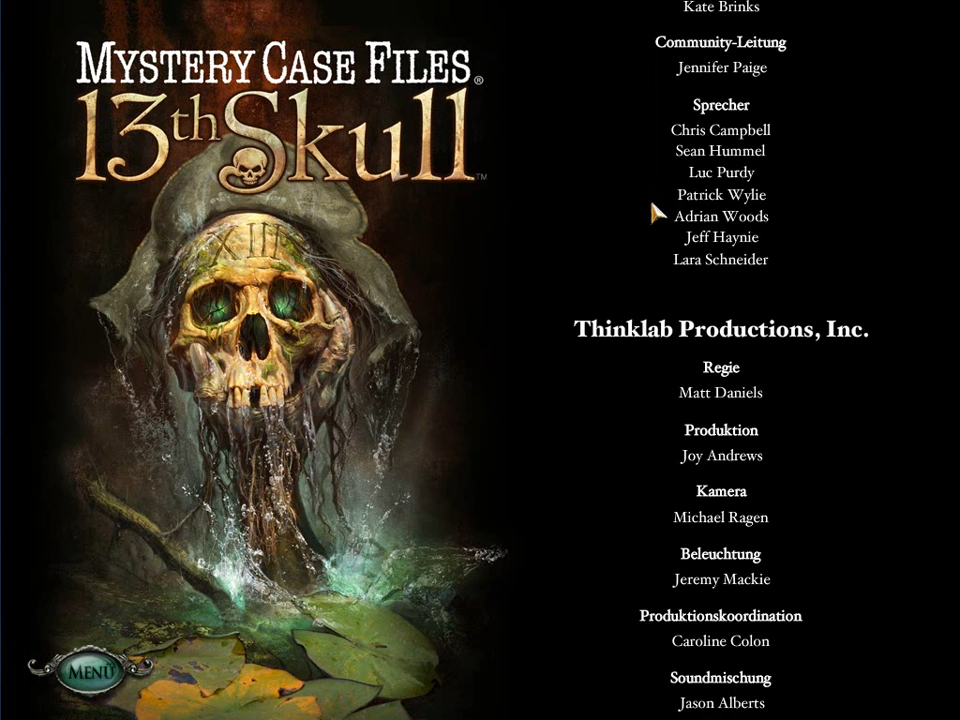 MYSTERY CASE FILES®
13th Skull™
XIII
MENÜ
Kate Brinks
Community-Leitung
Jennifer Paige
Sprecher
Chris Campbell
Sean Hummel
Luc Purdy
Patrick Wylie
Adrian Woods
Jeff Haynie
Lara Schneider
Thinklab Productions, Inc.
Regie
Matt Daniels
Produktion
Joy Andrews
Kamera
Michael Ragen
Beleuchtung
Jeremy Mackie
Produktionskoordination
Caroline Colon
Soundmischung
Jason Alberts